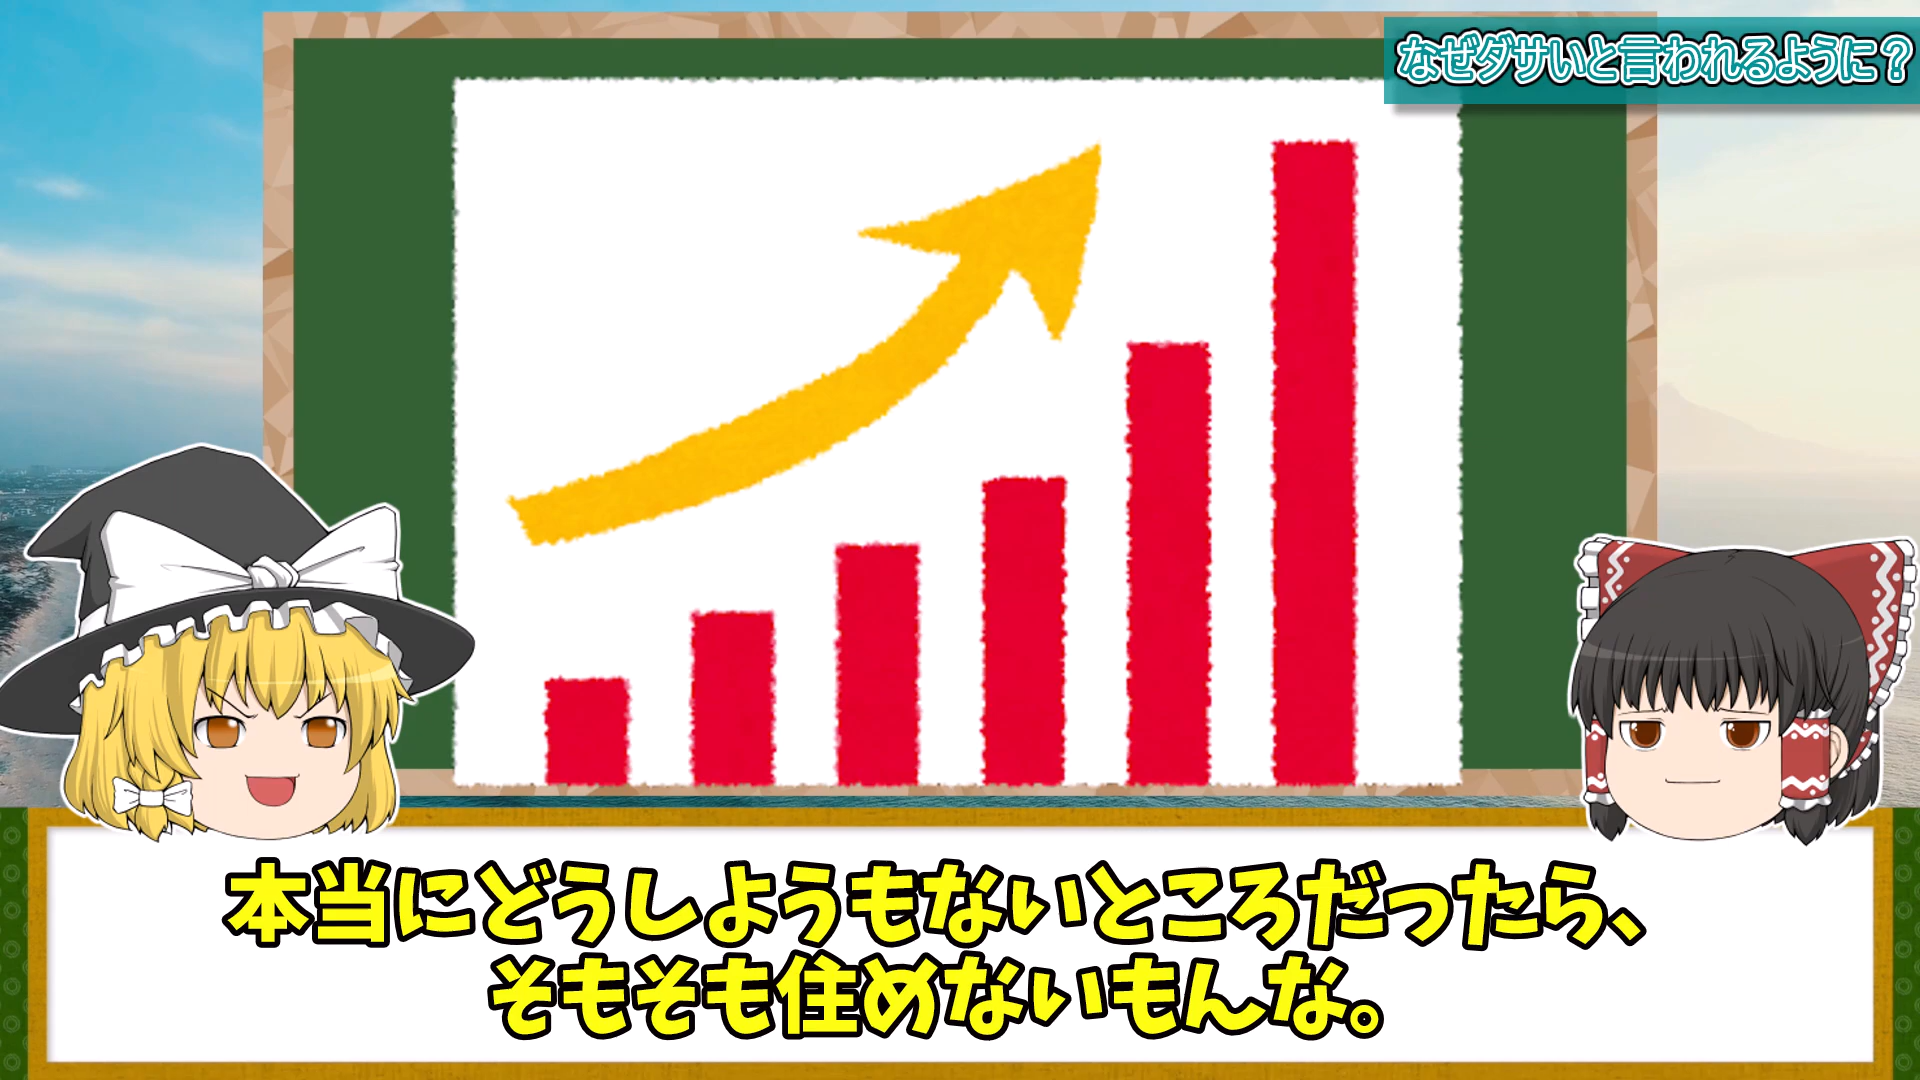 なぜダサいと言われるように？
本当にどうしようもないところだったら、
そもそも住めないもんな。